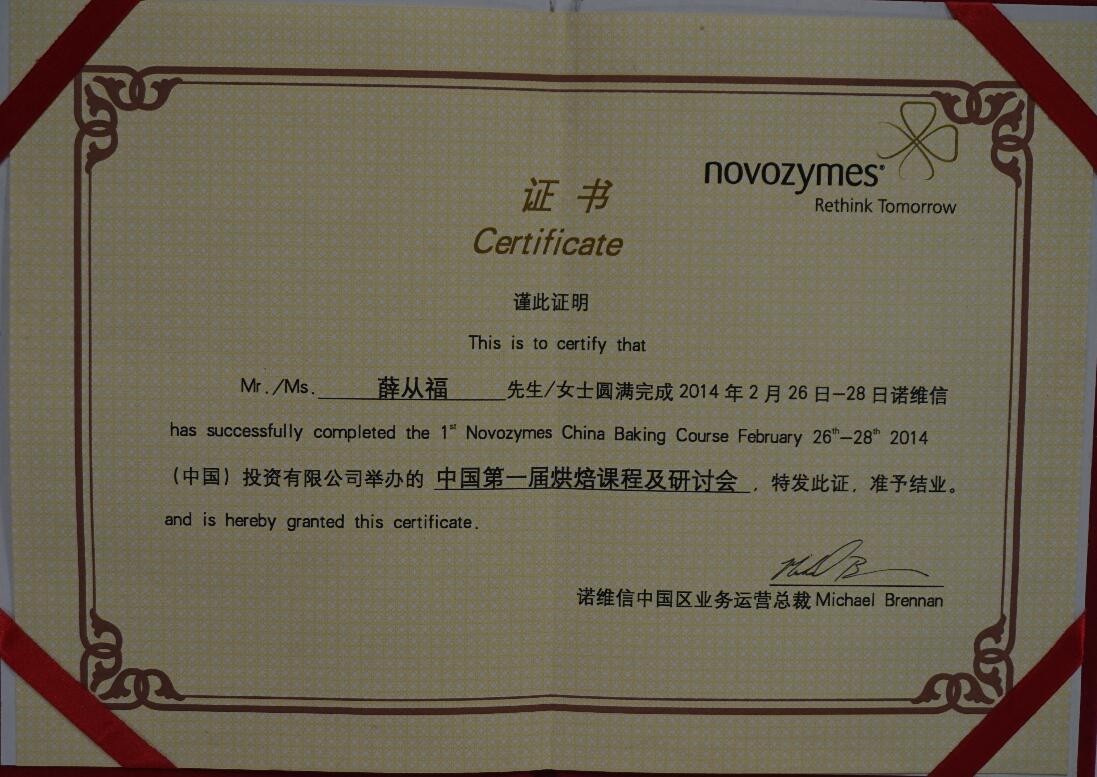 novozymes®
Rethink Tomorrow
证书
Certificate
谨此证明
This is to certify that
Mr./Ms. 薛从福 先生/女士圆满完成 2014 年 2 月 26 日-28 日诺维信
has successfully completed the 1st Novozymes China Baking Course February 26th-28th 2014
（中国）投资有限公司举办的 中国第一届烘焙课程及研讨会，特发此证，准予结业。
and is hereby granted this certificate.
诺维信中国区业务运营总裁 Michael Brennan